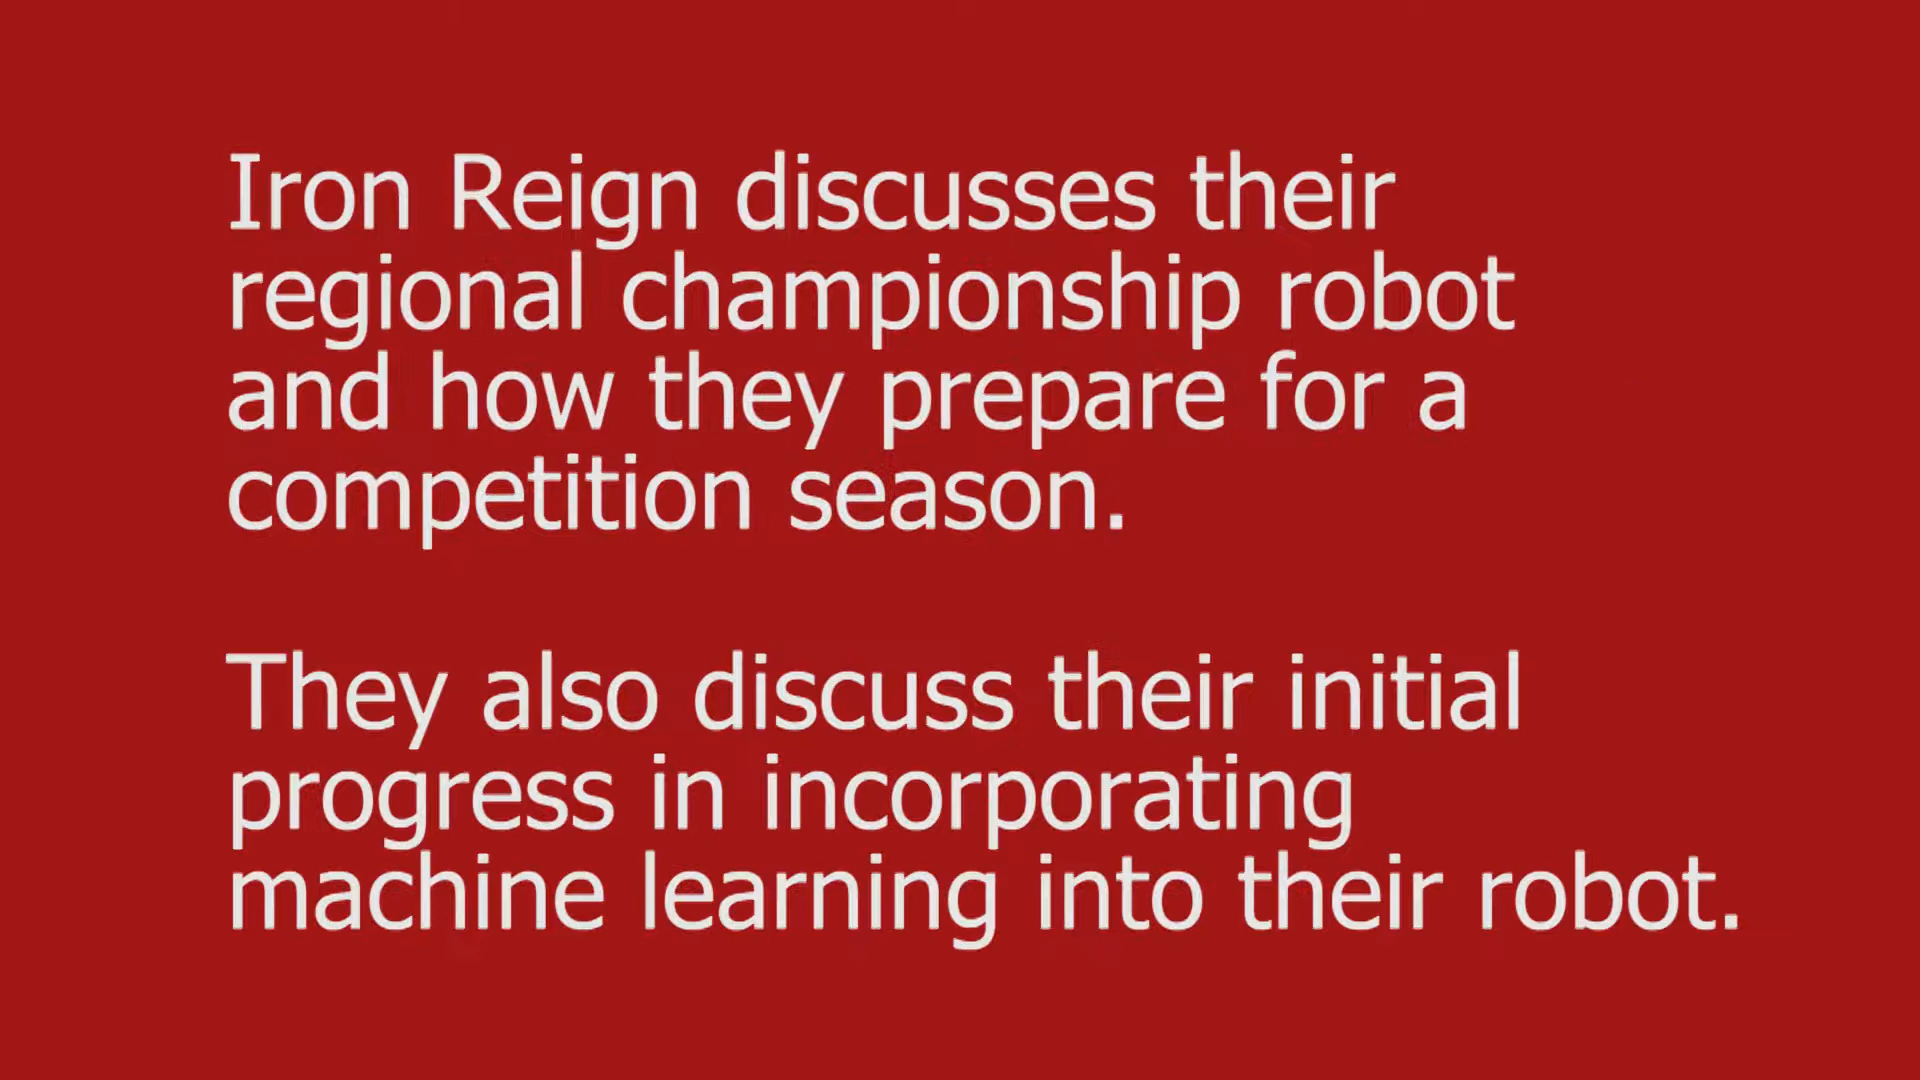 Iron Reign discusses their
regional championship robot
and how they prepare for a
competition season.
They also discuss their initial
progress in incorporating
machine learning into their robot.